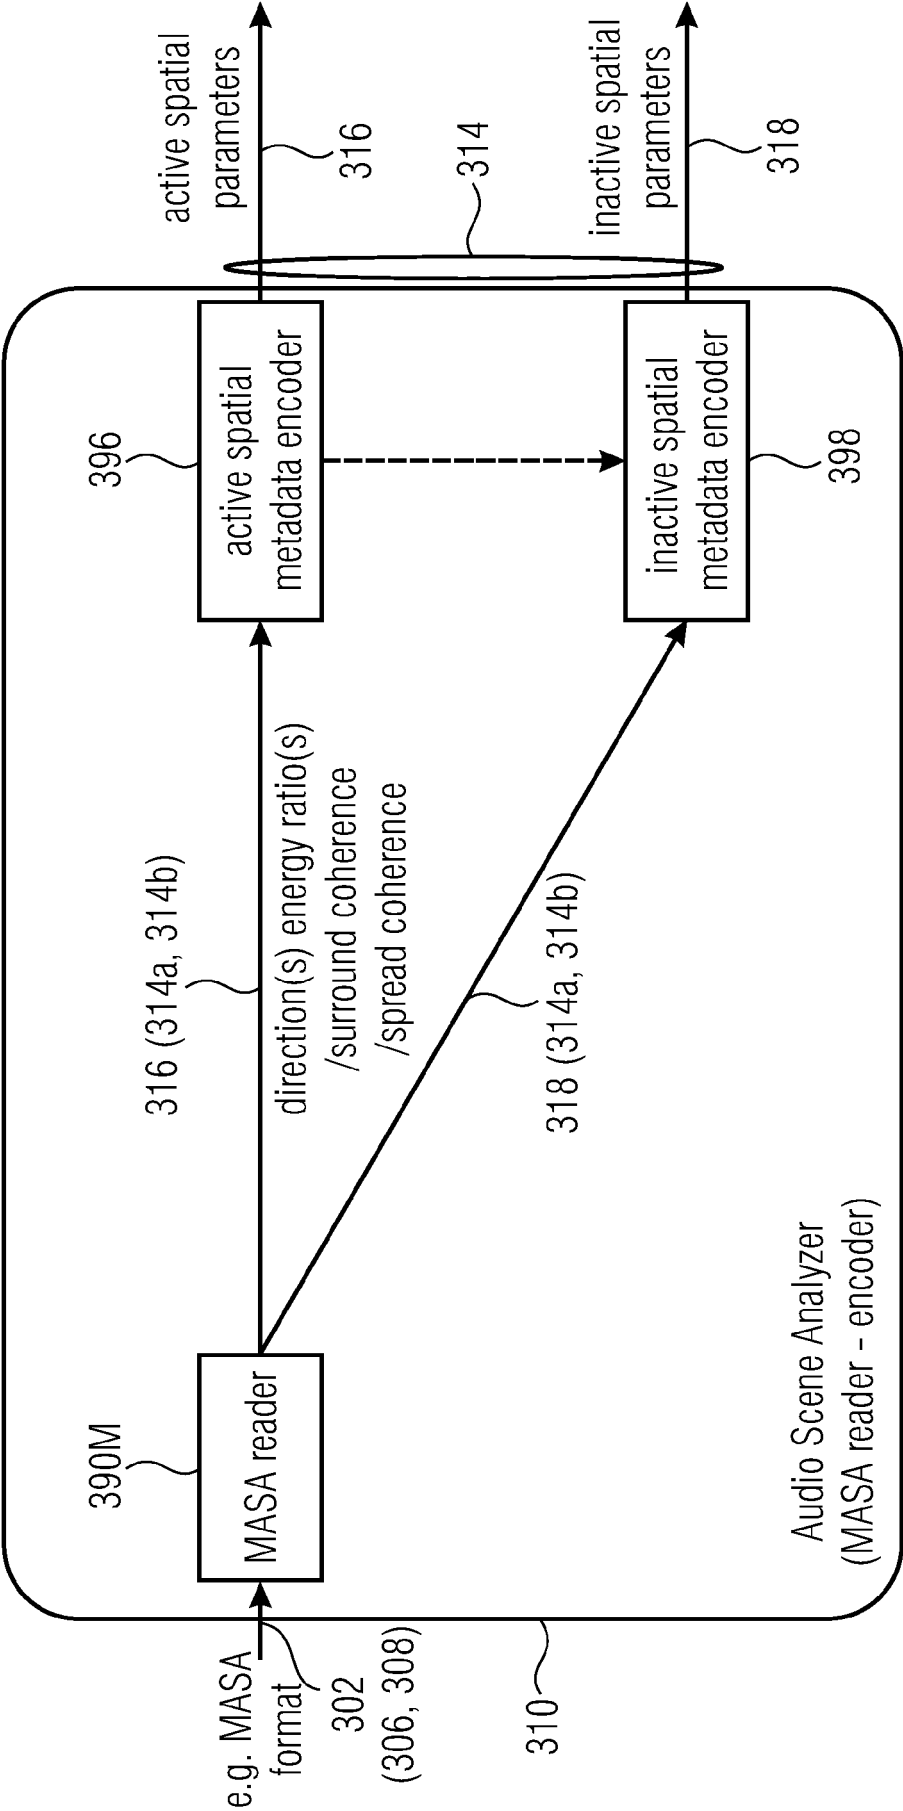 e.g. MASA
format
302
(306, 308)
310
390M
MASA reader
316 (314a, 314b)
direction(s) energy ratio(s)
/surround coherence
/spread coherence
318 (314a, 314b)
Audio Scene Analyzer
(MASA reader - encoder)
396
active spatial
metadata encoder
inactive spatial
metadata encoder
398
active spatial
parameters
316
314
inactive spatial
parameters
318